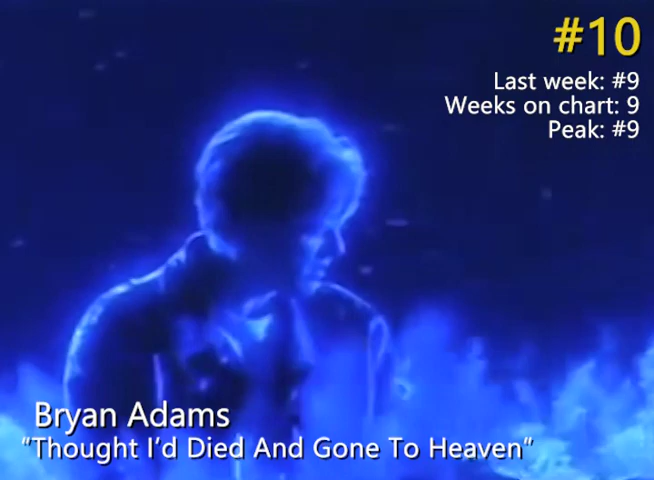 #10
Last week: #9
Weeks on chart: 9
Peak: #9
Bryan Adams
"Thought I'd Died And Gone To Heaven"